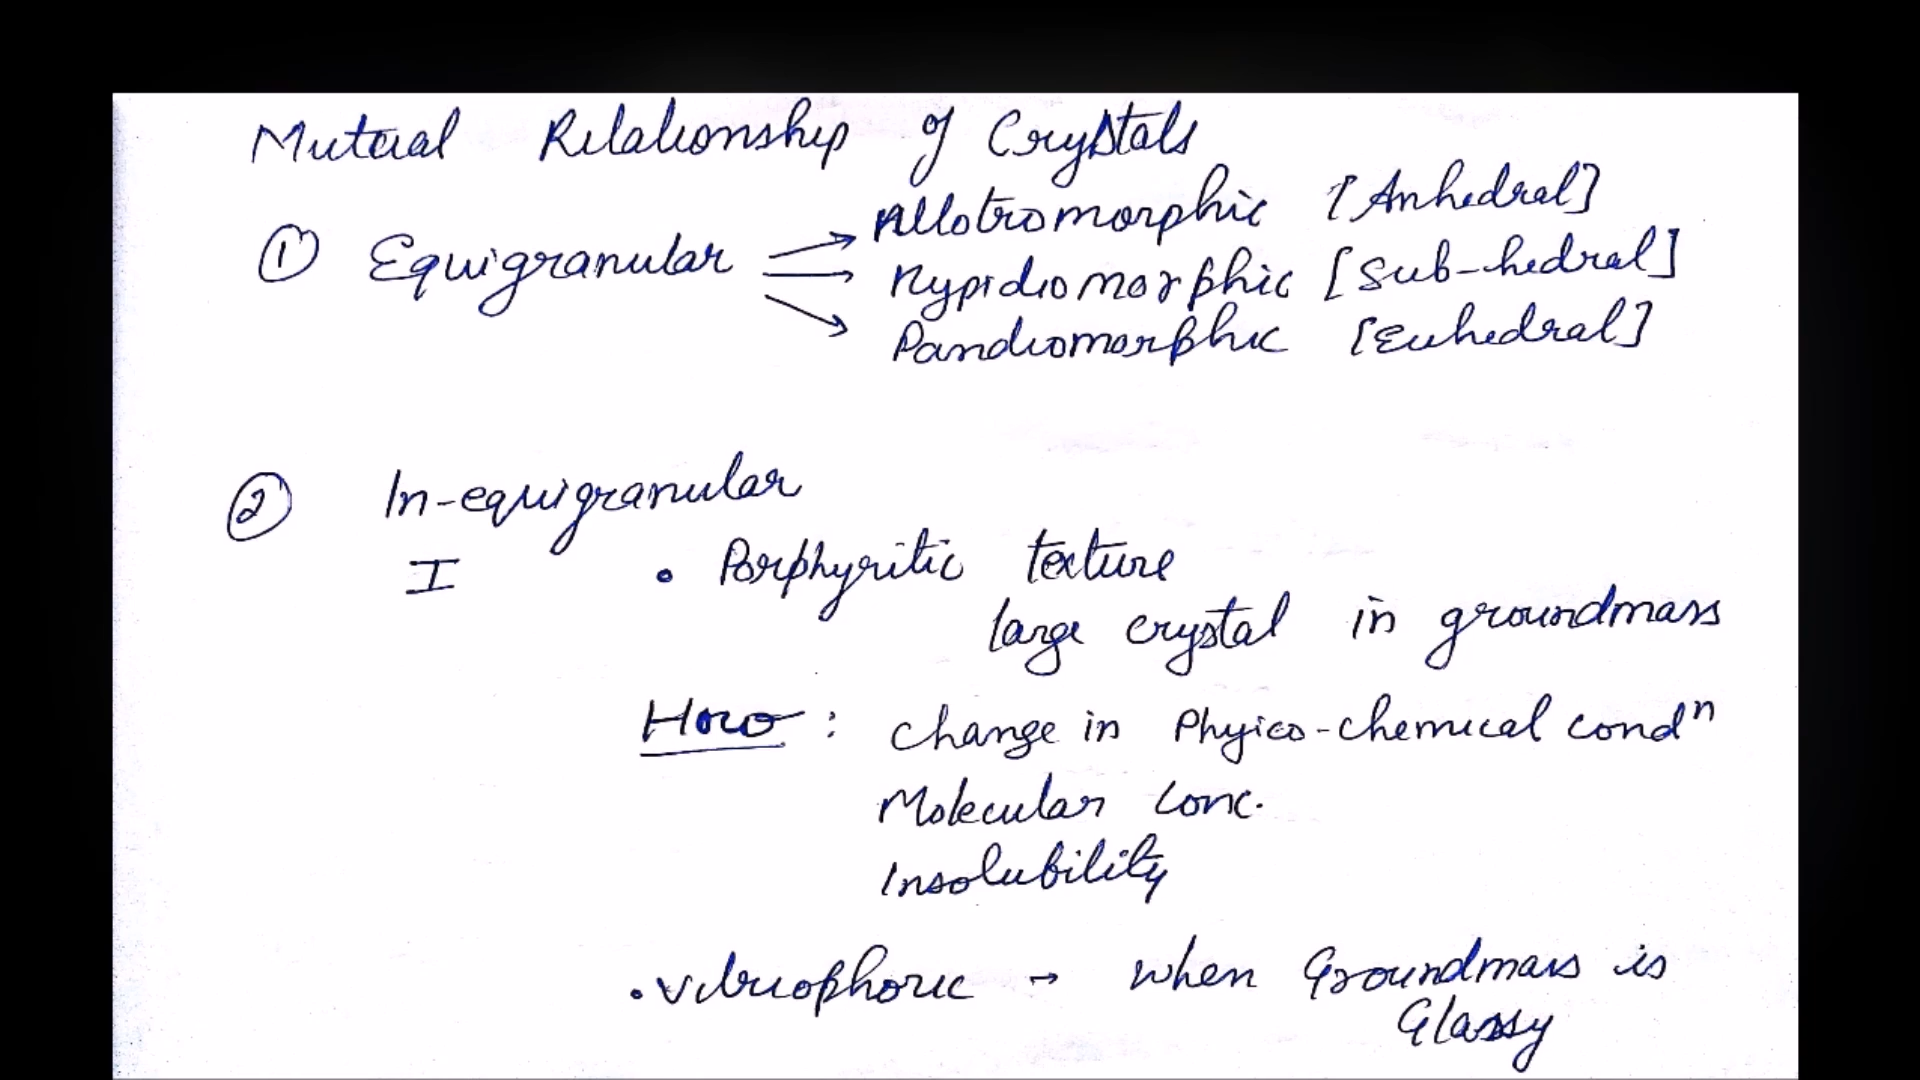 Mutual Relationship of Crystals
① Equigranular → Allotromorphic [Anhedral]
→ Hypidiomorphic [Sub-hedral]
→ Pandiomorphic [Euhedral]
② In-equigranular
I • Porphyritic texture
large crystal in groundmass
How : Change in Phyico-chemical condⁿ
Molecular Conc.
Insolubility
• → when Groundmass is
Glassy